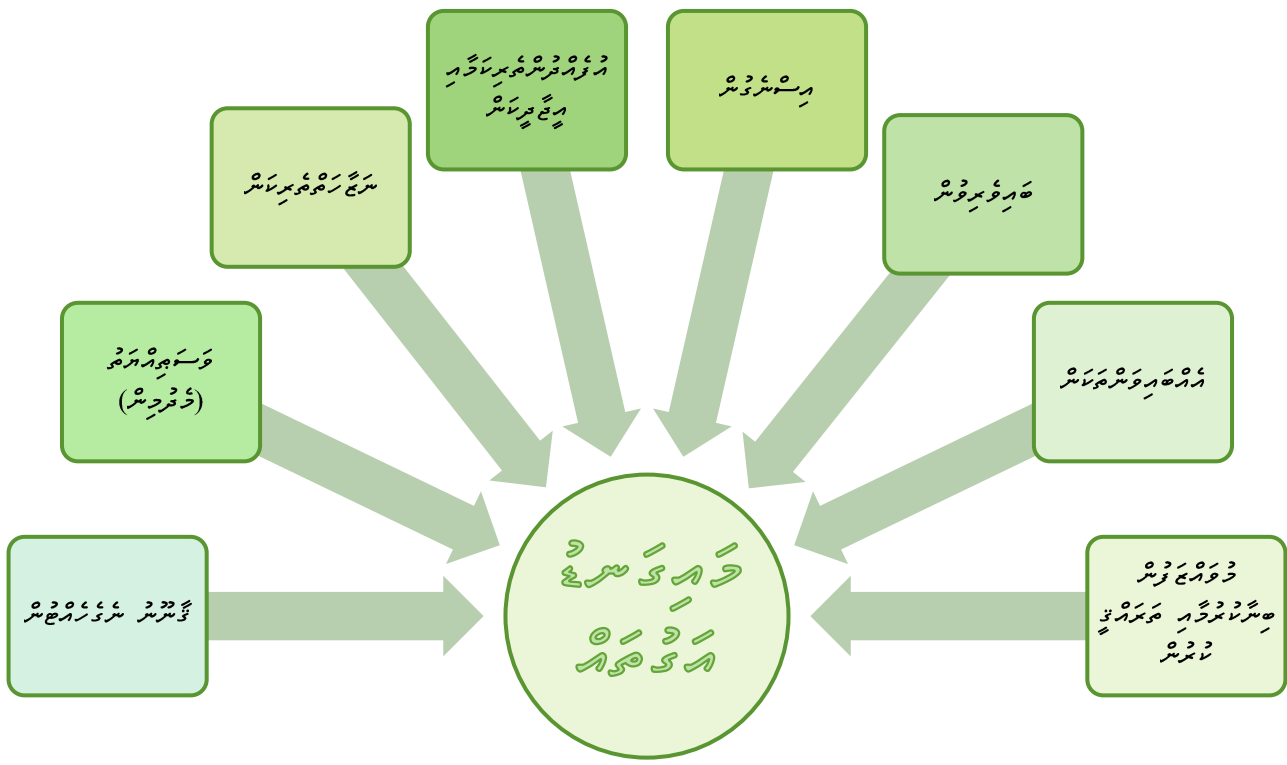 އުފެއްދުންތެރިކަމާއި
އީޖާދީކަން
އިސްނެގުން
ނަޒާހަތްތެރިކަން
ބައިވެރިވުން
ވަސަޠިއްޔަތު
(މެދުމިން)
އެއްބައިވަންތަކަން
ޤާނޫނު ނެގެހެއްޓުން
މުވައްޒަފުން
ބިނާކުރުމާއި ތަރައްޤީ
ކުރުން
މައިގަނޑު
އަގުތައް